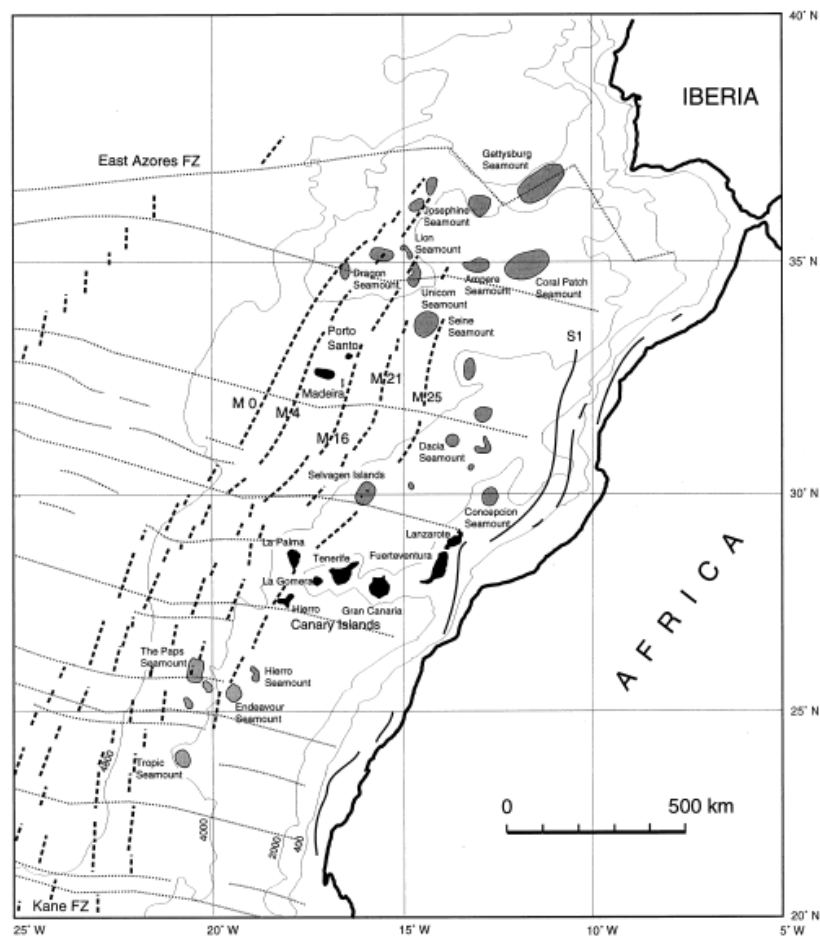 40° N
IBERIA
East Azores FZ
Gettysburg
Seamount
Josephine
Seamount
Lion
Seamount
35° N
Dragon
Seamount
Ampere
Seamount
Coral Patch
Seamount
Unicorn
Seamount
Seine
Seamount
Porto
Santo
S1
Madeira
M 21
M 25
M 0
M 4
M 16
Dacia
Seamount
Selvagen Islands
30° N
Concepcion
Seamount
Lanzarote
La Palma
Tenerife
Fuerteventura
La Gomera
Hierro
Gran Canaria
Canary Islands
AFRICA
The Paps
Seamount
Hierro
Seamount
Endeavour
Seamount
25° N
Tropic
Seamount
4800
4000
2000
400
0 500 km
Kane FZ
20° N
25° W 20° W 15° W 10° W 5° W